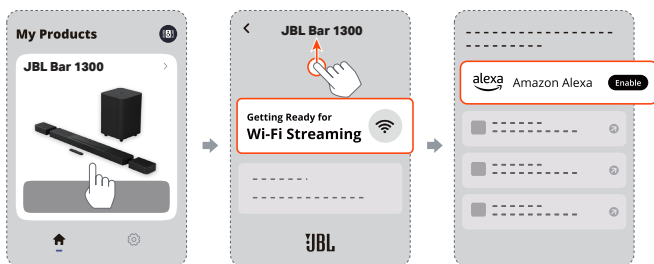 My Products
JBL Bar 1300
JBL Bar 1300
Getting Ready for
Wi-Fi Streaming
JBL
alexa Amazon Alexa Enable